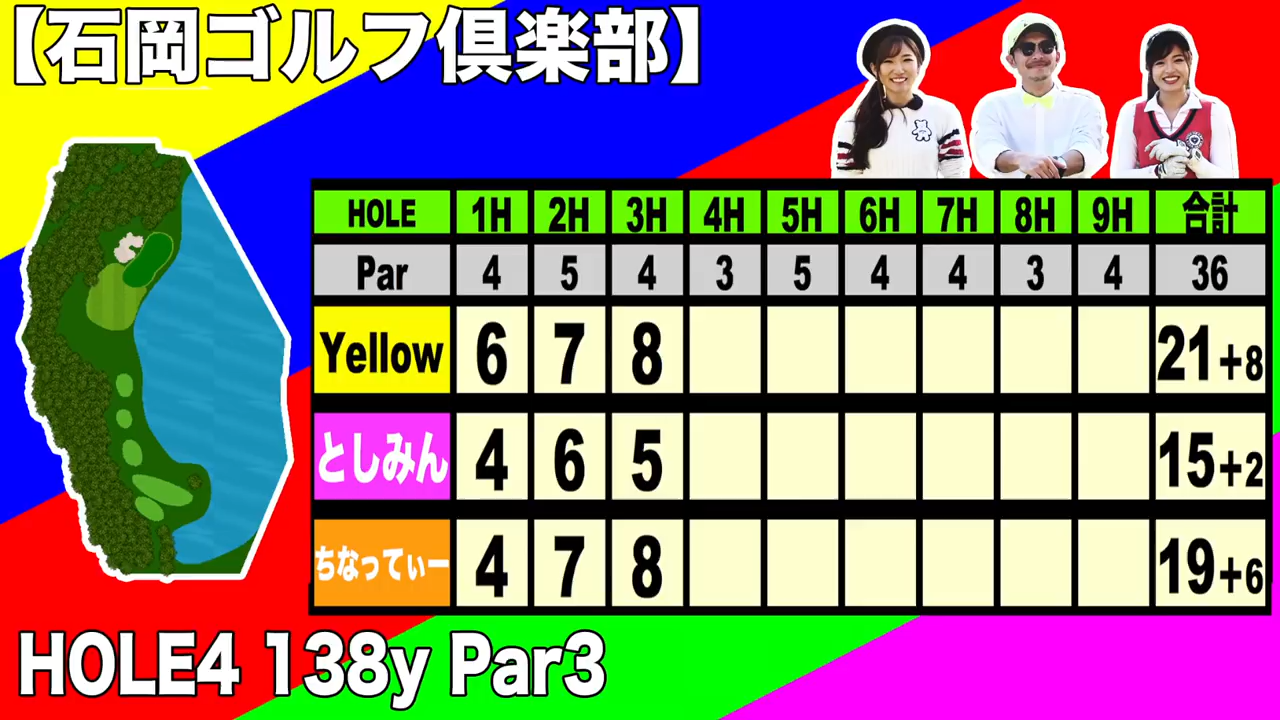 【石岡ゴルフ倶楽部】
HOLE 1H 2H 3H 4H 5H 6H 7H 8H 9H 合計
Par 4 5 4 3 5 4 4 3 4 36
Yellow 6 7 8 21+8
としみん 4 6 5 15+2
ちなってぃー 4 7 8 19+6
HOLE4 138y Par3